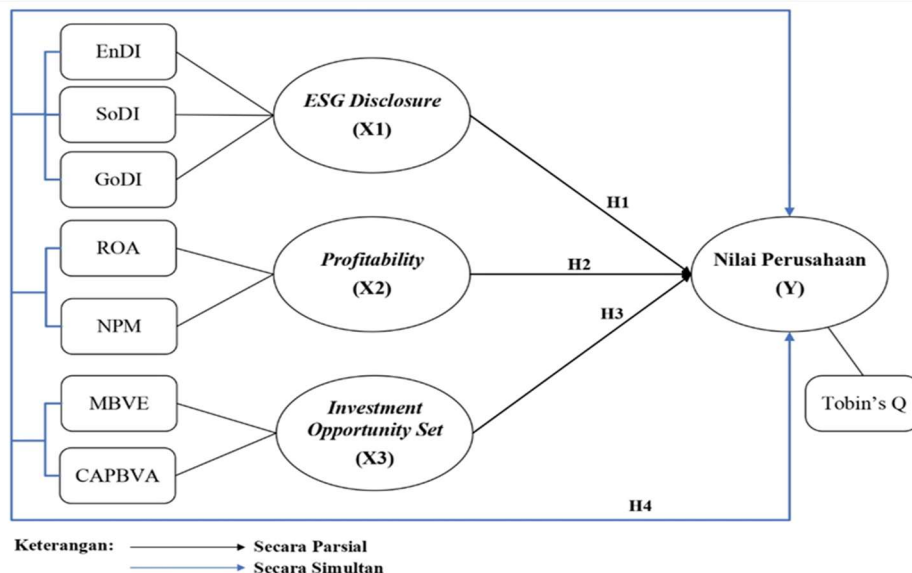 EnDI
SoDI
GoDI
ESG Disclosure
(X1)
H1
ROA
NPM
Profitability
(X2)
H2
Nilai Perusahaan
(Y)
H3
MBVE
CAPBVA
Investment
Opportunity Set
(X3)
Tobin's Q
H4
Keterangan:
Secara Parsial
Secara Simultan